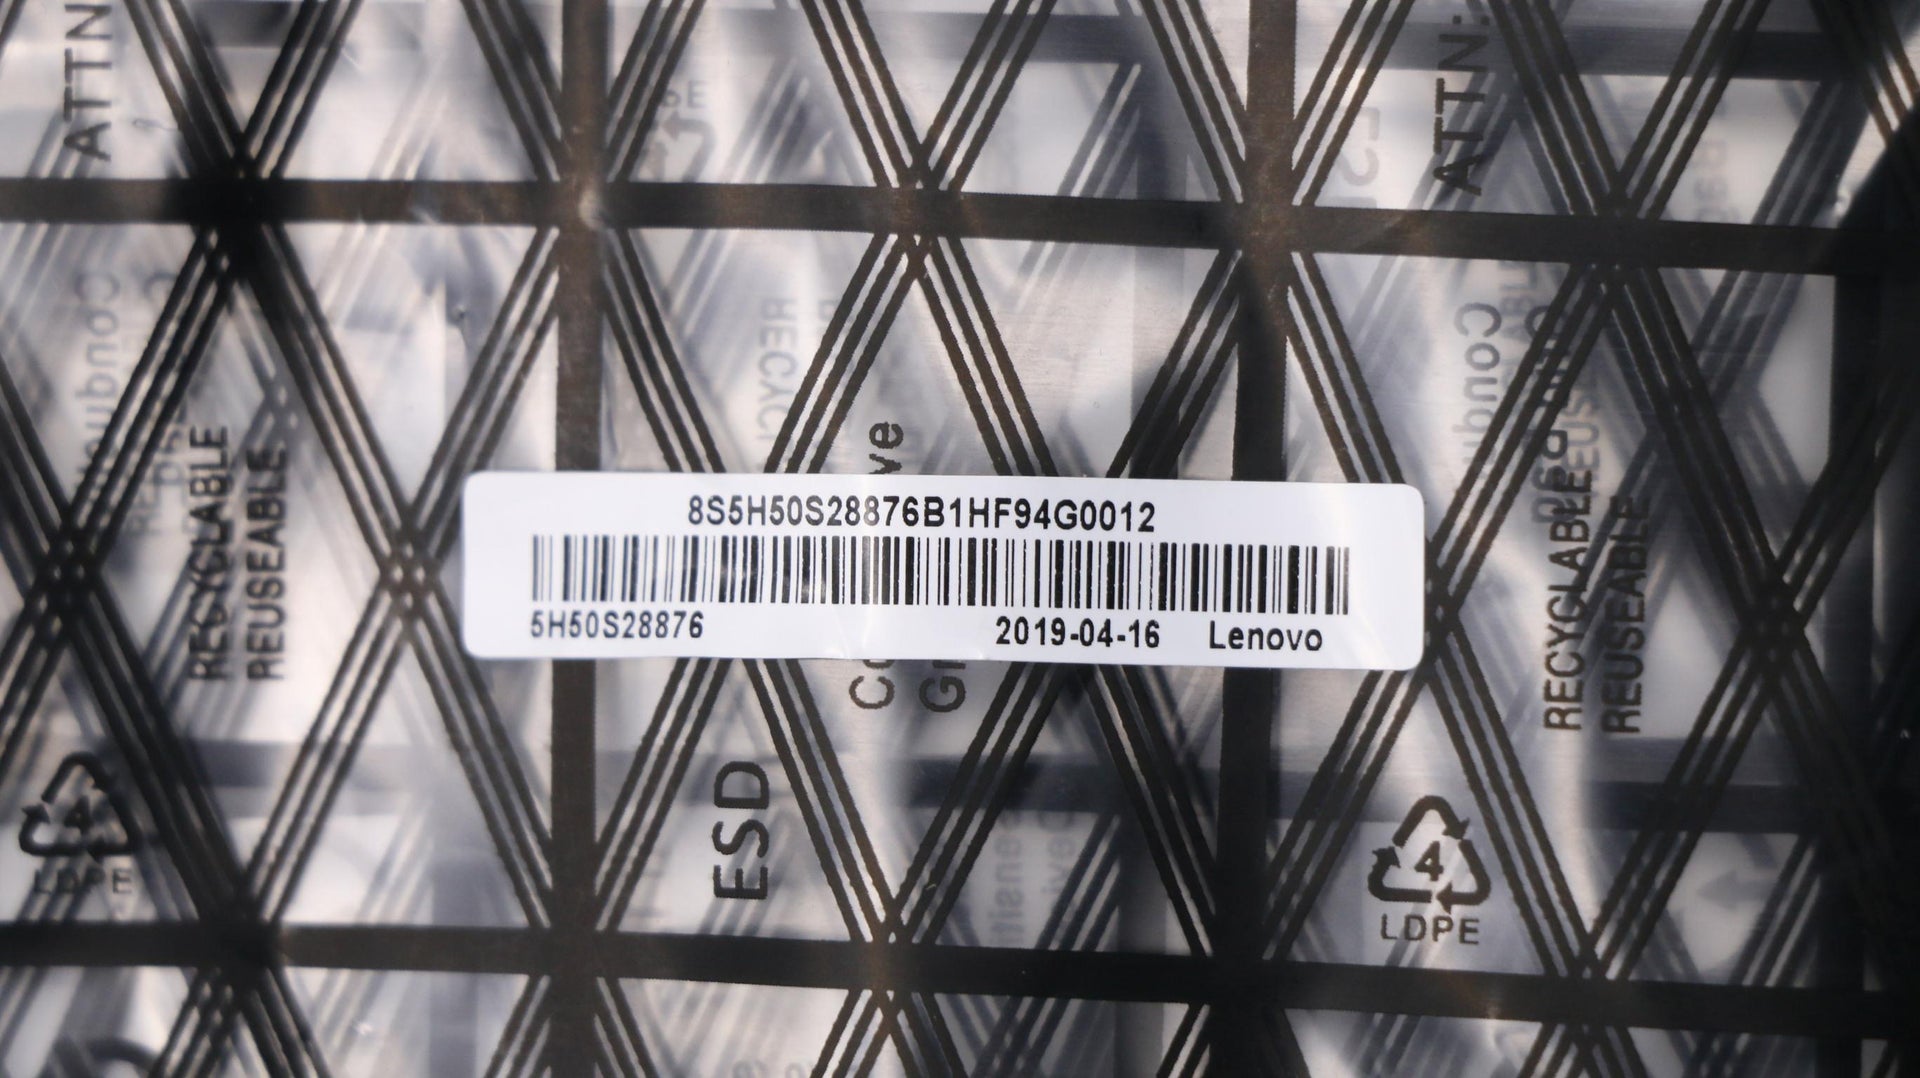 ATTN
ATTN:
RECYCLABLE
REUSEABLE
8S5H50S28876B1HF94G0012
5H50S28876
2019-04-16
Lenovo
RECYCLABLE
REUSEABLE
ESD
4
LDPE
4
LDPE